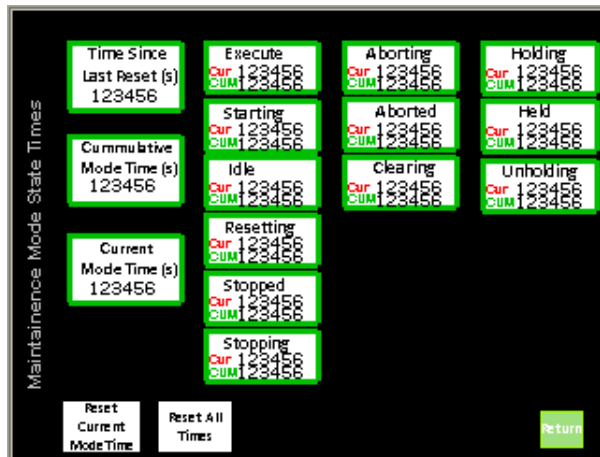 Maintainence Mode State Times
Time Since
Last Reset (s)
123456
Cummulative
Mode Time (s)
123456
Current
Mode Time (s)
123456
Execute
Cur 123456
CUM 123456
Starting
Cur 123456
CUM 123456
Idle
Cur 123456
CUM 123456
Resetting
Cur 123456
CUM 123456
Stopped
Cur 123456
CUM 123456
Stopping
Cur 123456
CUM 123456
Aborting
Cur 123456
CUM 123456
Aborted
Cur 123456
CUM 123456
Clearing
Cur 123456
CUM 123456
Holding
Cur 123456
CUM 123456
Held
Cur 123456
CUM 123456
Unholding
Cur 123456
CUM 123456
Reset
Current
Mode Time
Reset All
Times
Return